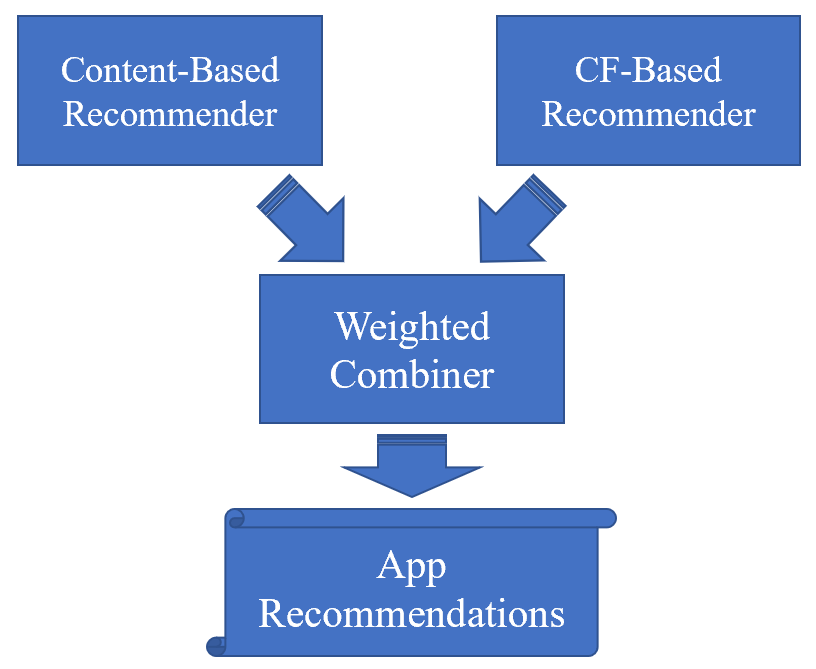 Content-Based
Recommender
CF-Based
Recommender
Weighted
Combiner
App
Recommendations